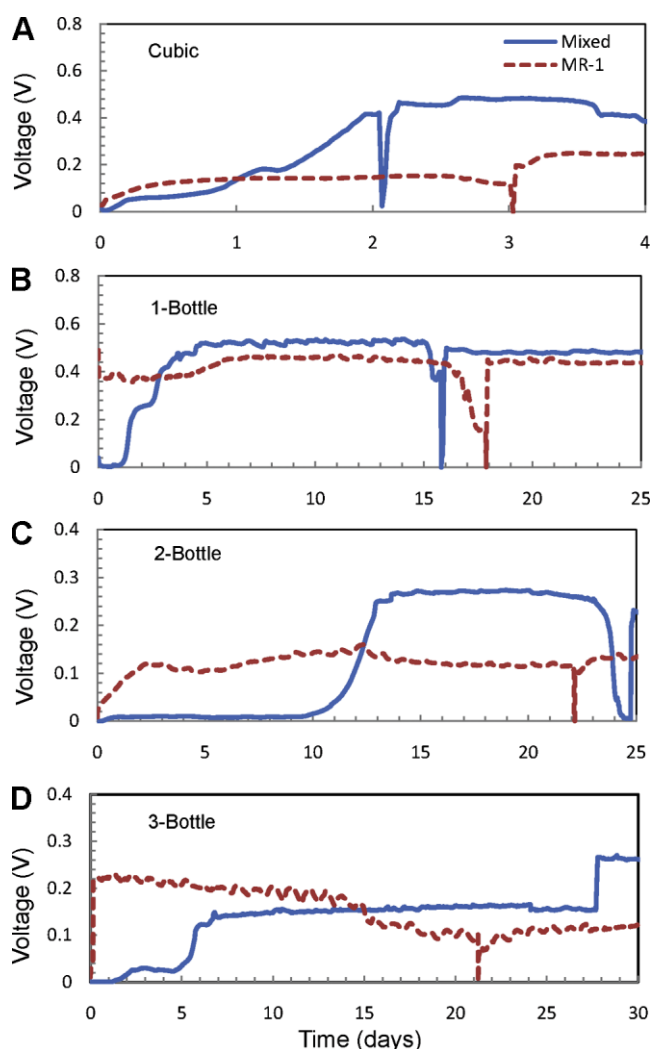 A
Cubic
Mixed
MR-1
Voltage (V)
0.8
0.6
0.4
0.2
0
0 1 2 3 4
B
1-Bottle
Voltage (V)
0.8
0.6
0.4
0.2
0
0 5 10 15 20 25
C
2-Bottle
Voltage (V)
0.4
0.3
0.2
0.1
0
0 5 10 15 20 25
D
3-Bottle
Voltage (V)
0.4
0.3
0.2
0.1
0
0 5 10 15 20 25 30
Time (days)